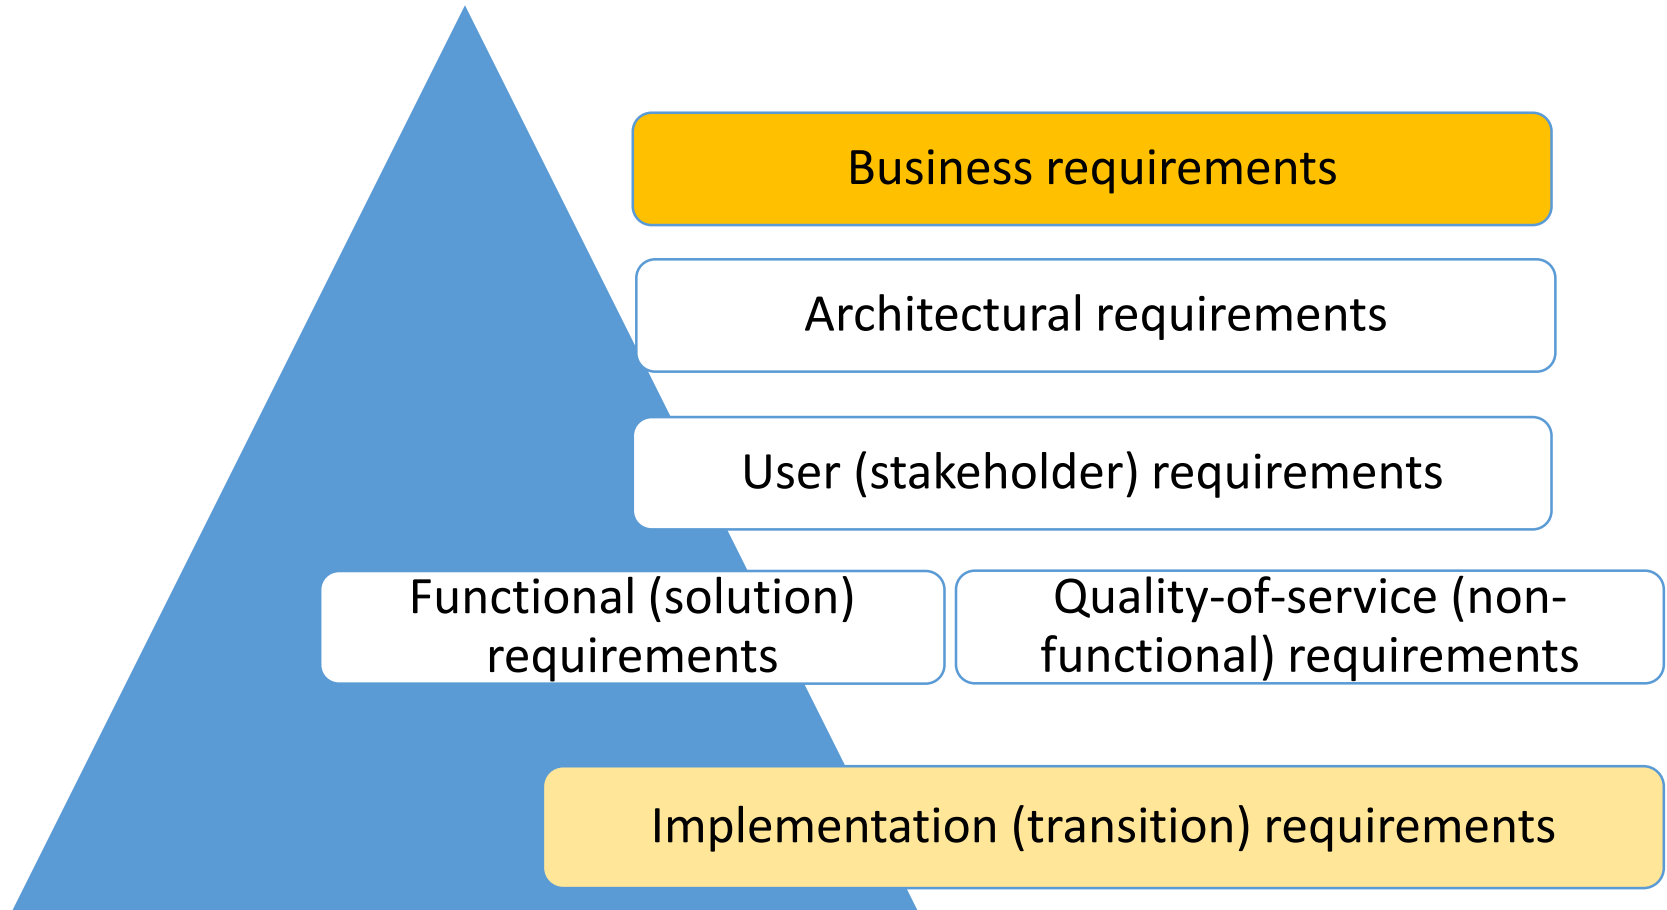 Business requirements
Architectural requirements
User (stakeholder) requirements
Functional (solution)
requirements
Quality-of-service (non-
functional) requirements
Implementation (transition) requirements